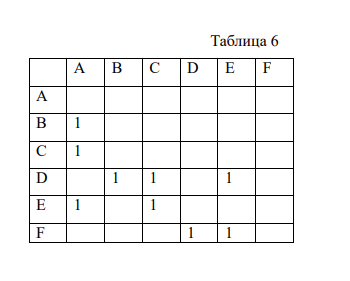 Таблица 6
A B C D E F
A
B 1
C 1
D 1 1 1
E 1 1
F 1 1